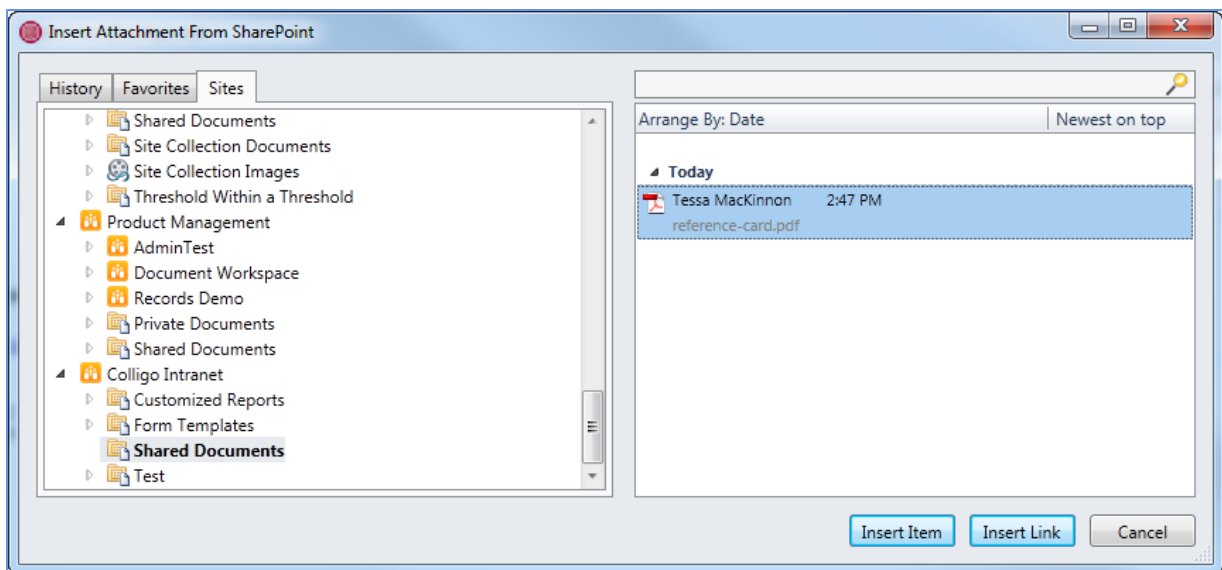 Insert Attachment From SharePoint
History Favorites Sites
Shared Documents
Site Collection Documents
Site Collection Images
Threshold Within a Threshold
Product Management
AdminTest
Document Workspace
Records Demo
Private Documents
Shared Documents
Colligo Intranet
Customized Reports
Form Templates
Shared Documents
Test
Arrange By: Date Newest on top
Today
Tessa MacKinnon 2:47 PM
reference-card.pdf
Insert Item Insert Link Cancel